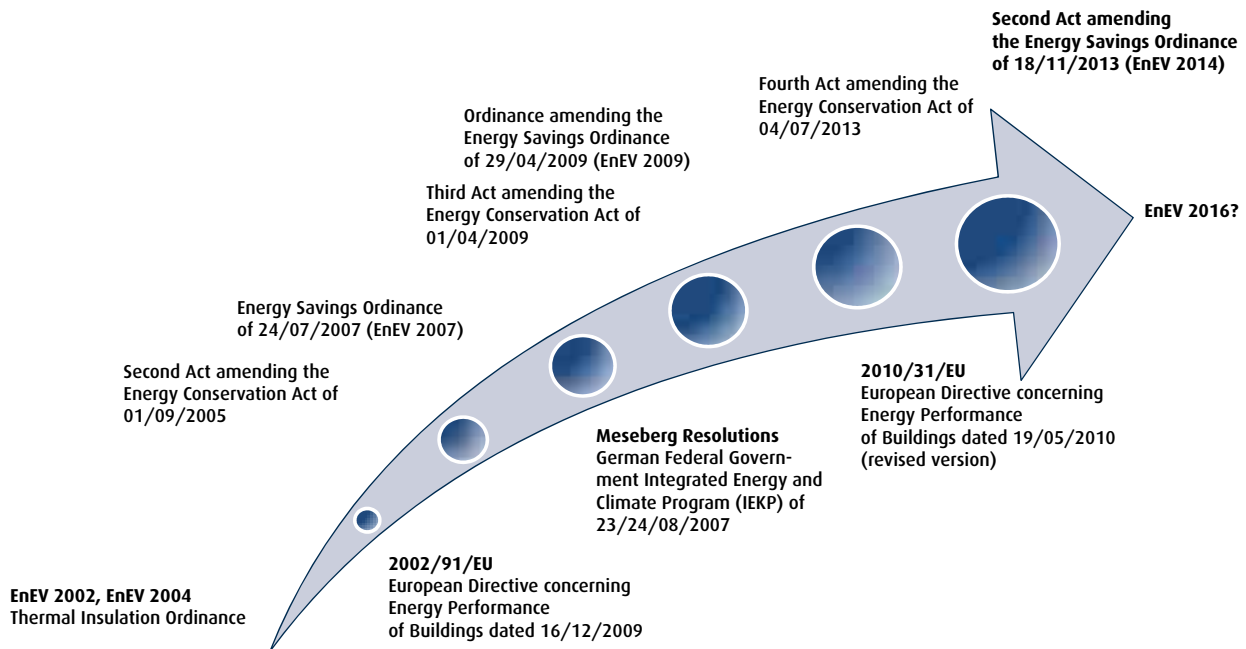 Second Act amending
the Energy Savings Ordinance
of 18/11/2013 (EnEV 2014)
Fourth Act amending the
Energy Conservation Act of
04/07/2013
Ordinance amending the
Energy Savings Ordinance
of 29/04/2009 (EnEV 2009)
Third Act amending the
Energy Conservation Act of
01/04/2009
EnEV 2016?
Energy Savings Ordinance
of 24/07/2007 (EnEV 2007)
Second Act amending the
Energy Conservation Act of
01/09/2005
2010/31/EU
European Directive concerning
Energy Performance
of Buildings dated 19/05/2010
(revised version)
Meseberg Resolutions
German Federal Govern-
ment Integrated Energy and
Climate Program (IEKP) of
23/24/08/2007
2002/91/EU
European Directive concerning
Energy Performance
of Buildings dated 16/12/2009
EnEV 2002, EnEV 2004
Thermal Insulation Ordinance